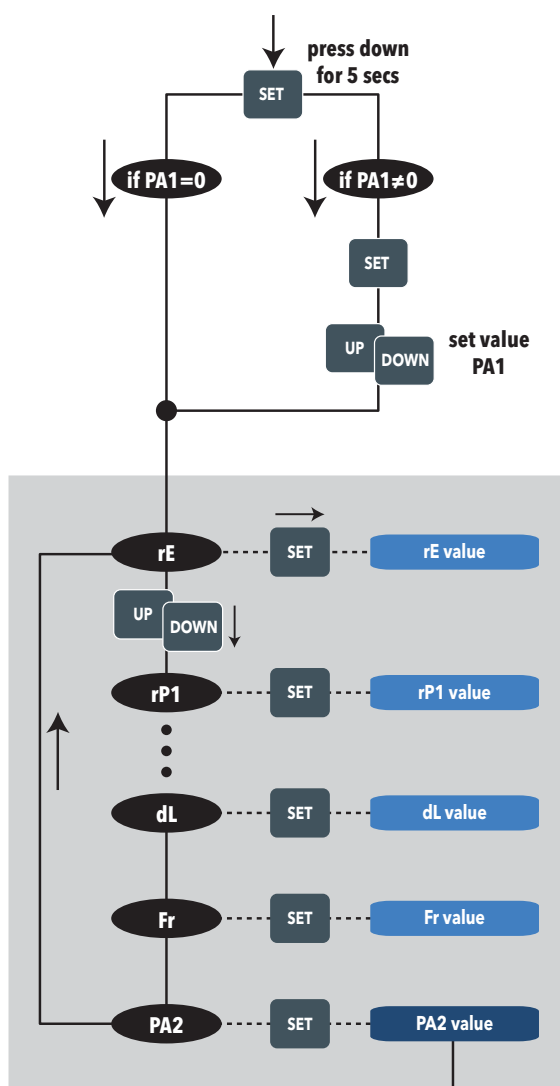 press down
for 5 secs
SET
if PA1=0
if PA1≠0
SET
UP
DOWN
set value
PA1
rE
SET
rE value
UP
DOWN
rP1
SET
rP1 value
dL
SET
dL value
Fr
SET
Fr value
PA2
SET
PA2 value